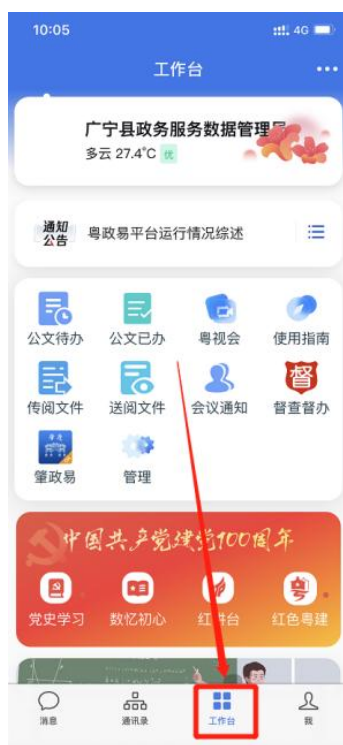 10:05
4G
工作台
广宁县政务服务数据管理
多云 27.4°C 优
通知
公告
粤政易平台运行情况综述
公文待办 公文已办 粤视会 使用指南
督
传阅文件 送阅文件 会议通知 督查督办
肇政易 管理
中国共产党建党100周年
粤
党史学习 数忆初心 红 讲台 红色粤建
消息 通讯录 工作台 我